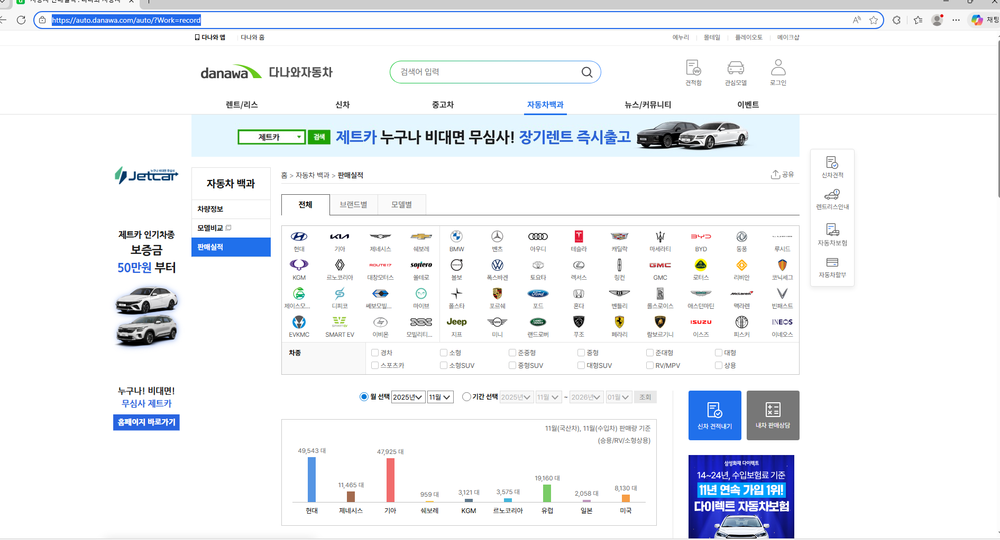 https://auto.danawa.com/auto/?Work=record
채팅
다나와 앱
다나와 홈
에누리
몰테일
플레이오토
메이크샵
danawa 다나와자동차
검색어 입력
견적함
관심모델
로그인
렌트/리스
신차
중고차
자동차백과
뉴스/커뮤니티
이벤트
제트카 검색 제트카 누구나 비대면 무심사! 장기렌트 즉시출고
누구나 비대면 무심사
Jetcar
제트카 인기차종
보증금
50만원 부터
누구나! 비대면!
무심사 제트카
홈페이지 바로가기
자동차 백과
차량정보
모델비교
판매실적
홈 > 자동차 백과 > 판매실적
공유
전체
브랜드별
모델별
현대 기아 제네시스 쉐보레 BMW 벤츠 아우디 테슬라 캐딜락 마세라티 BYD 동풍 루시드
KGM 르노코리아 대창모터스 쏠테로 볼보 폭스바겐 토요타 렉서스 링컨 GMC 로터스 리비안 코닉세그
제이스모... 디피코 쎄보모빌... 마이브 폴스타 포르쉐 포드 혼다 벤틀리 롤스로이스 애스턴마틴 맥라렌 빈패스트
EVKMC SMART EV 이비온 모빌리티... 지프 미니 랜드로버 푸조 페라리 람보르기니 이스즈 피스커 이네오스
차종
경차 소형 준중형 중형 준대형 대형
스포츠카 소형SUV 중형SUV 대형SUV RV/MPV 상용
월 선택 2025년 11월 기간 선택 2025년 11월 ~ 2026년 01월 조회
11월(국산차), 11월(수입차) 판매량 기준
(승용/RV/소형상용)
49,543 대
11,465 대
47,925 대
959 대
3,121 대
3,575 대
19,160 대
2,058 대
8,130 대
현대 제네시스 기아 쉐보레 KGM 르노코리아 유럽 일본 미국
신차 견적내기
내차 판매상담
삼성화재 다이렉트
14~24년, 수입보험료 기준
11년 연속 가입 1위!
다이렉트 자동차보험
신차견적
렌트리스안내
자동차보험
자동차할부